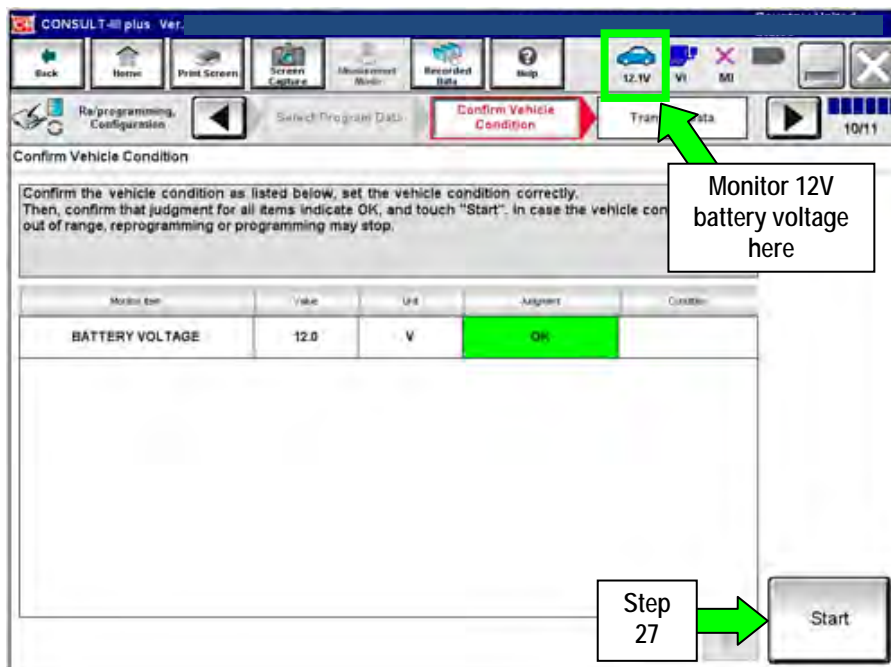 CONSULT-III plus Ver.
Back
Home
Print Screen
Screen
Capture
Measurement
Mode
Recorded
Data
Help
12.1V
VI
MI
Re/programming,
Configuration
Select Program Data
Confirm Vehicle
Condition
10/11
Confirm Vehicle Condition
Confirm the vehicle condition as listed below, set the vehicle condition correctly.
Then, confirm that judgment for all items indicate OK, and touch "Start". In case the vehicle
out of range, reprogramming or programming may stop.
Monitor 12V
battery voltage
here
Monitor Item
Value
Unit
Judgment
Condition
BATTERY VOLTAGE
12.0
V
OK
Step
27
Start